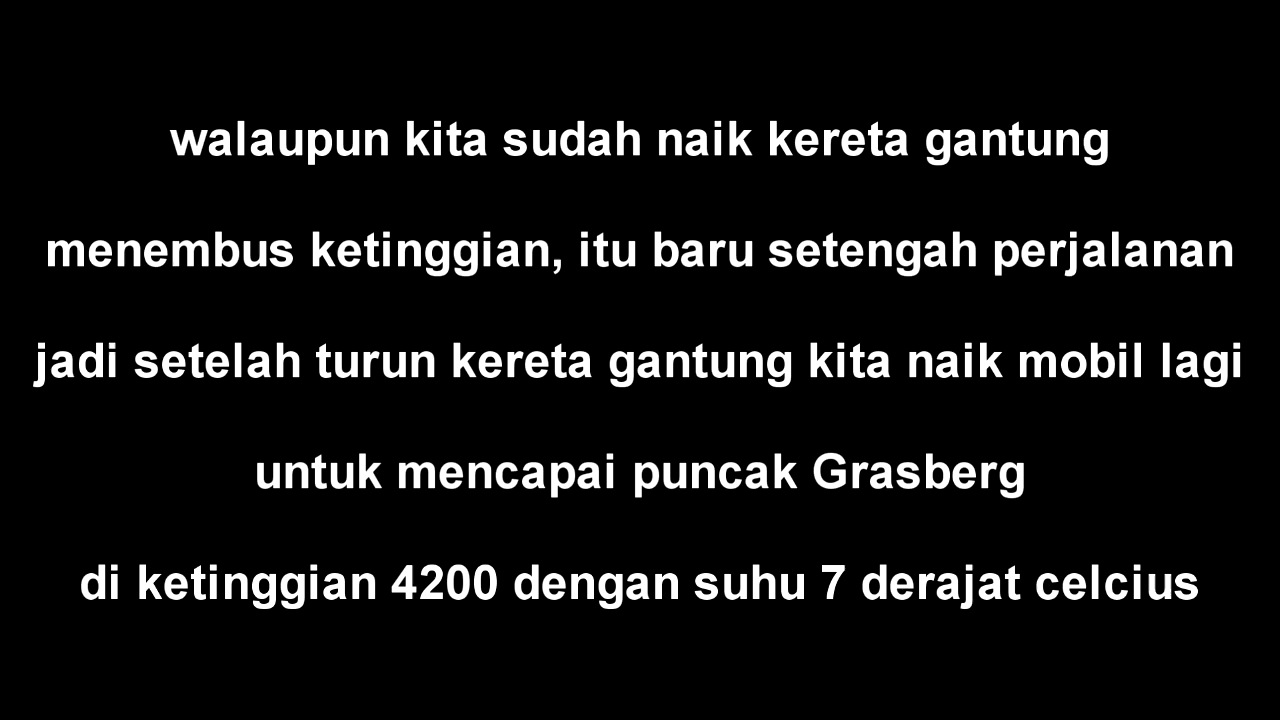 walaupun kita sudah naik kereta gantung
menembus ketinggian, itu baru setengah perjalanan
jadi setelah turun kereta gantung kita naik mobil lagi
untuk mencapai puncak Grasberg
di ketinggian 4200 dengan suhu 7 derajat celcius